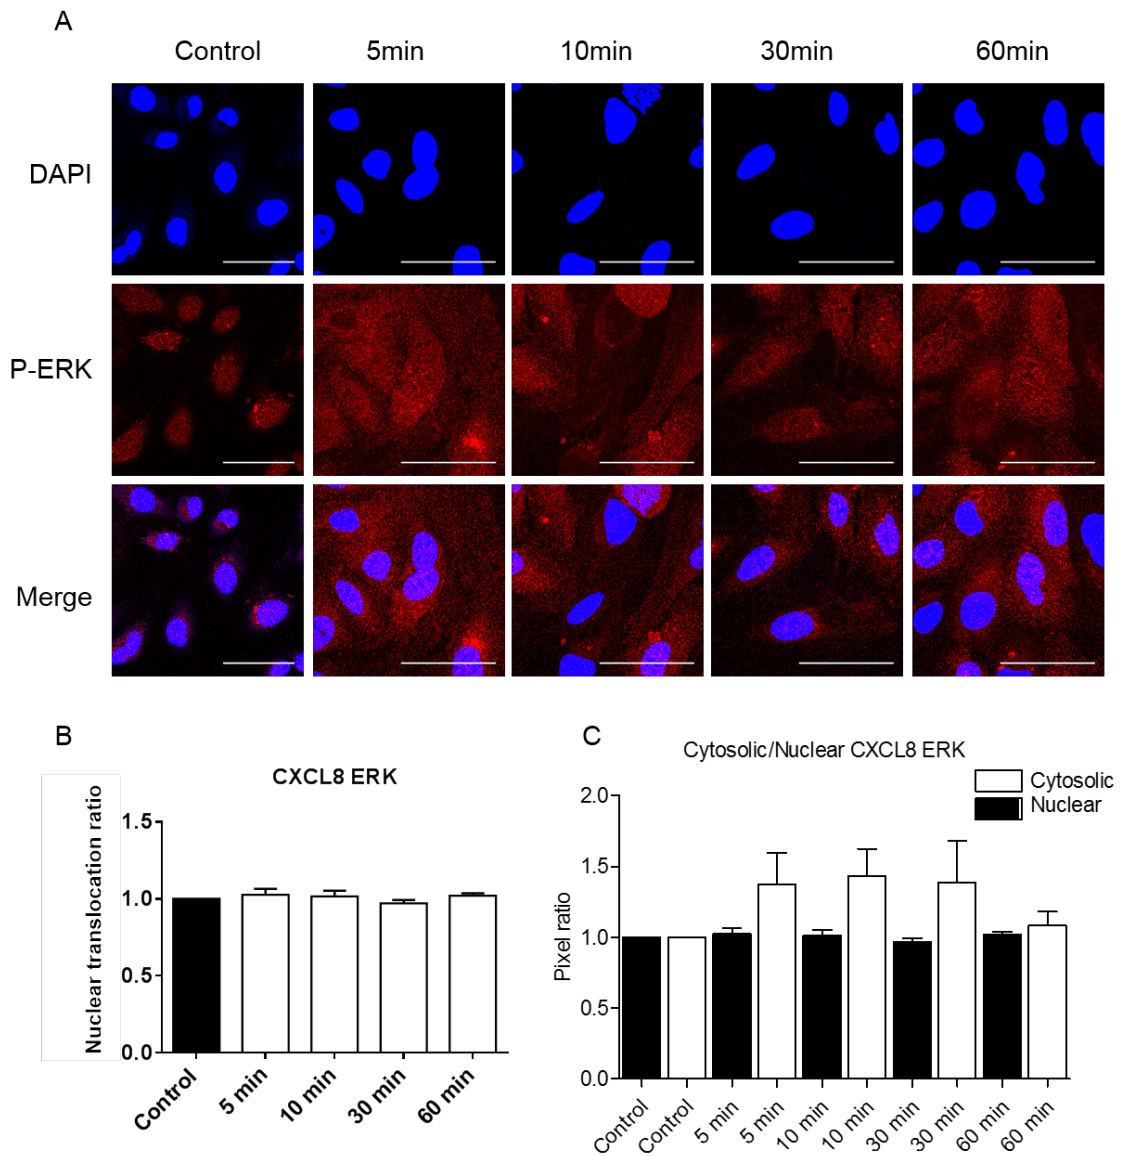 A
Control 5min 10min 30min 60min
DAPI
P-ERK
Merge
B
CXCL8 ERK
Nuclear translocation ratio
1.5
1.0
0.5
0.0
Control 5 min 10 min 30 min 60 min
C
Cytosolic/Nuclear CXCL8 ERK
Cytosolic
Nuclear
Pixel ratio
2.0
1.5
1.0
0.5
0.0
Control Control 5 min 5 min 10 min 10 min 30 min 30 min 60 min 60 min